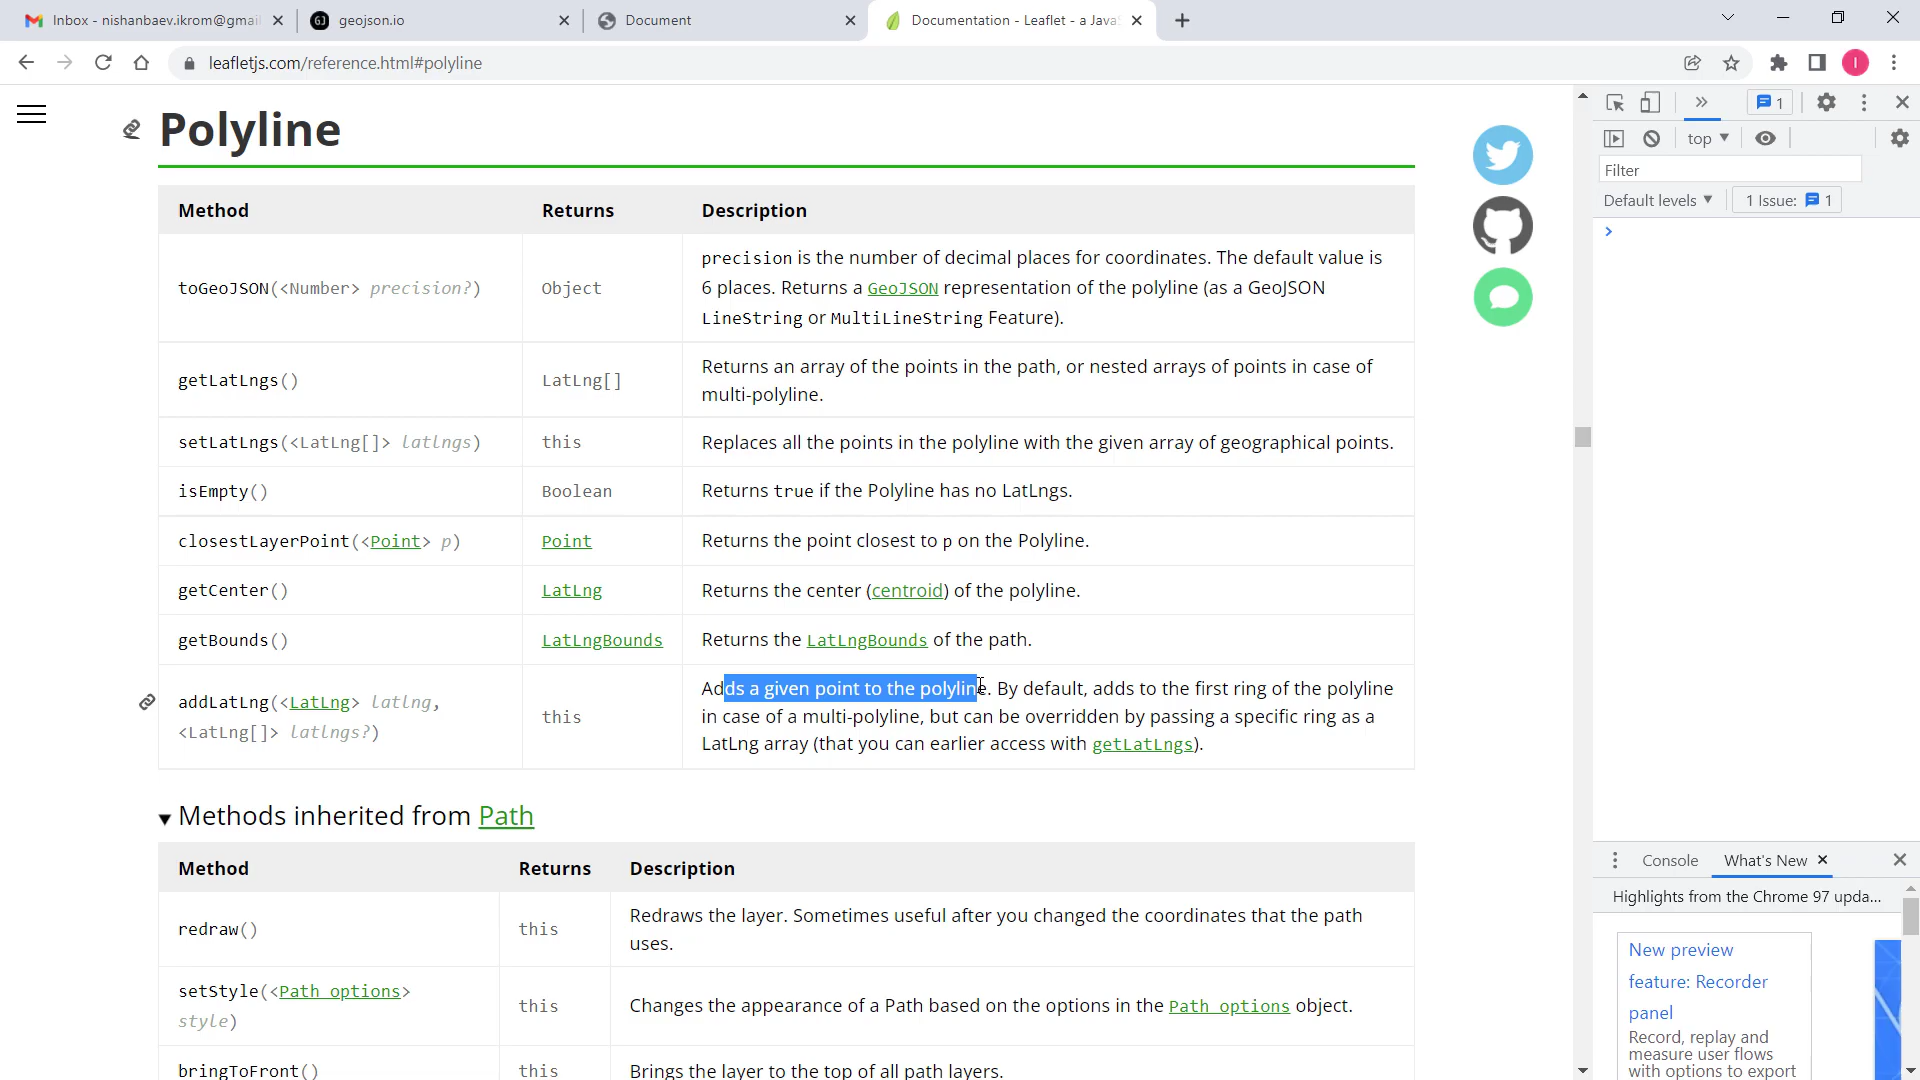 Inbox - nishanbaev.ikrom@gmai
geojson.io
Document
Documentation - Leaflet - a Java
leafletjs.com/reference.html#polyline
Polyline
Method Returns Description
toGeoJSON(<Number> precision?) Object precision is the number of decimal places for coordinates. The default value is
6 places. Returns a GeoJSON representation of the polyline (as a GeoJSON
LineString or MultiLineString Feature).
getLatLngs() LatLng[] Returns an array of the points in the path, or nested arrays of points in case of
multi-polyline.
setLatLngs(<LatLng[]> latlngs) this Replaces all the points in the polyline with the given array of geographical points.
isEmpty() Boolean Returns true if the Polyline has no LatLngs.
closestLayerPoint(<Point> p) Point Returns the point closest to p on the Polyline.
getCenter() LatLng Returns the center (centroid) of the polyline.
getBounds() LatLngBounds Returns the LatLngBounds of the path.
addLatLng(<LatLng> latlng,
<LatLng[]> latlngs?) this Adds a given point to the polyline. By default, adds to the first ring of the polyline
in case of a multi-polyline, but can be overridden by passing a specific ring as a
LatLng array (that you can earlier access with getLatLngs).
Methods inherited from Path
Method Returns Description
redraw() this Redraws the layer. Sometimes useful after you changed the coordinates that the path
uses.
setStyle(<Path options>
style) this Changes the appearance of a Path based on the options in the Path options object.
bringToFront() this Brings the layer to the top of all path layers.
I
1
top
Filter
Default levels 1 Issue: 1
Console What's New
Highlights from the Chrome 97 upda...
New preview
feature: Recorder
panel
Record, replay and
measure user flows
with options to export